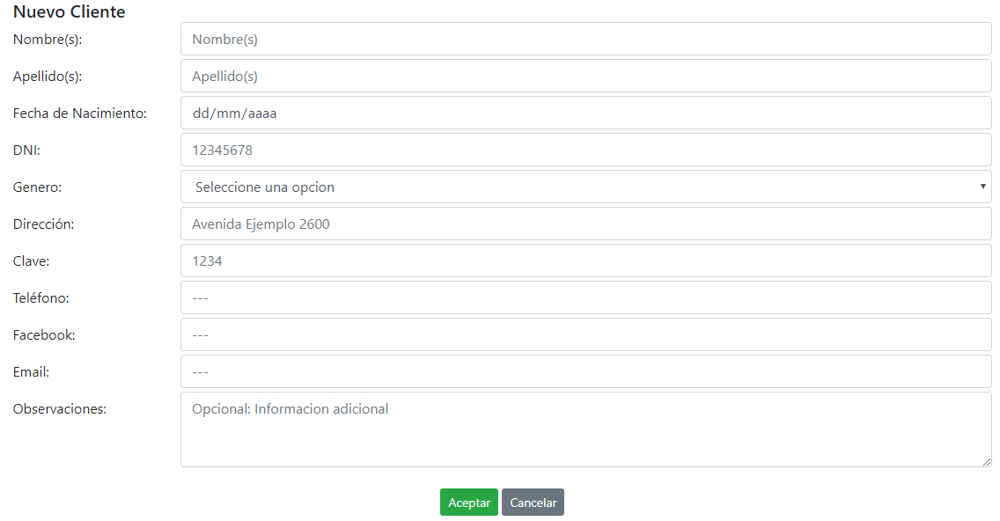 Nuevo Cliente
Nombre(s): Nombre(s)
Apellido(s): Apellido(s)
Fecha de Nacimiento: dd/mm/aaaa
DNI: 12345678
Genero: Seleccione una opcion
Dirección: Avenida Ejemplo 2600
Clave: 1234
Teléfono: ---
Facebook: ---
Email: ---
Observaciones: Opcional: Informacion adicional
Aceptar Cancelar